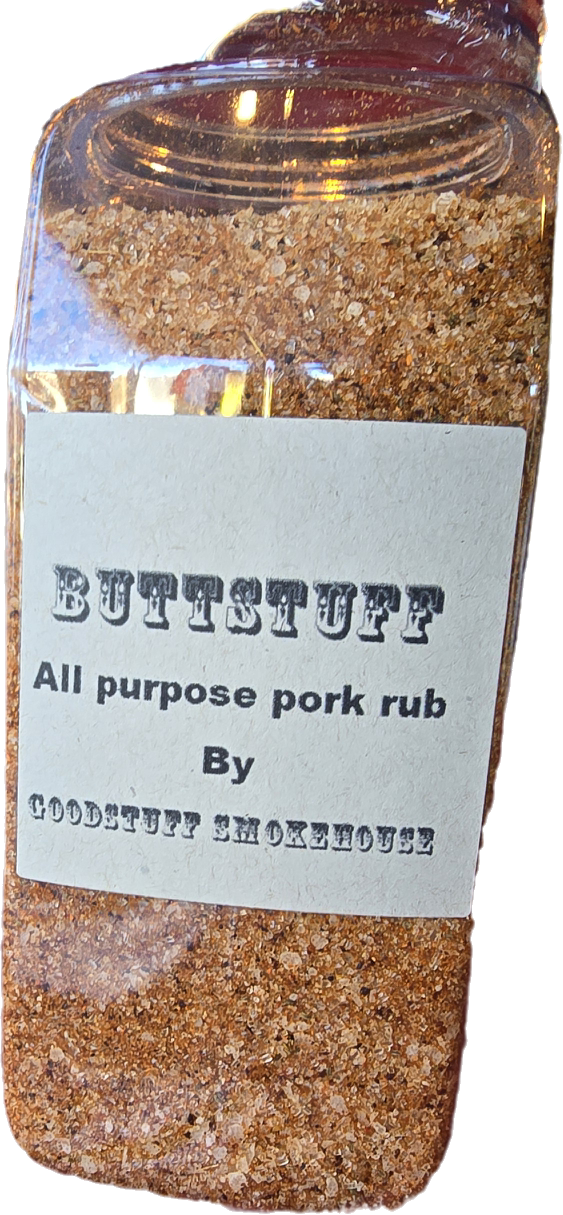 BUTTSTUFF
All purpose pork rub
By
GOODSTUFF SMOKEHOUSE